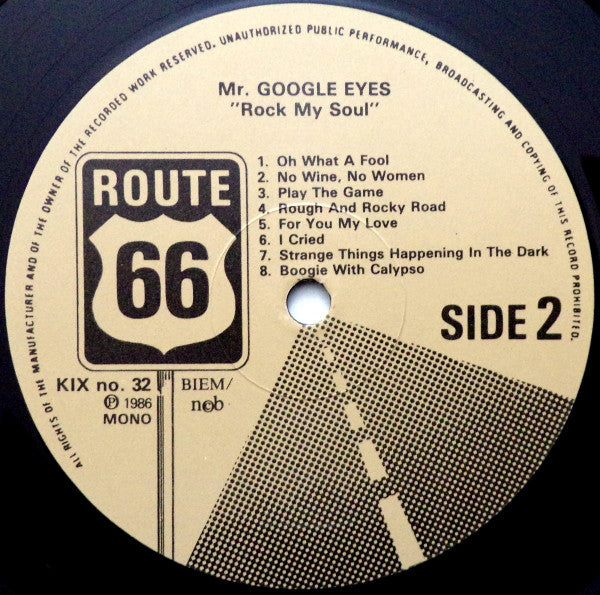 ALL RIGHTS OF THE MANUFACTURER AND OF THE OWNER OF THE RECORDED WORK RESERVED. UNAUTHORIZED PUBLIC PERFORMANCE, BROADCASTING AND COPYING OF THIS RECORD PROHIBITED.
Mr. GOOGLE EYES
"Rock My Soul"
ROUTE
66
1. Oh What A Fool
2. No Wine, No Women
3. Play The Game
4. Rough And Rocky Road
5. For You My Love
6. I Cried
7. Strange Things Happening In The Dark
8. Boogie With Calypso
SIDE 2
KIX no. 32
℗ 1986
MONO
BIEM/
ncb